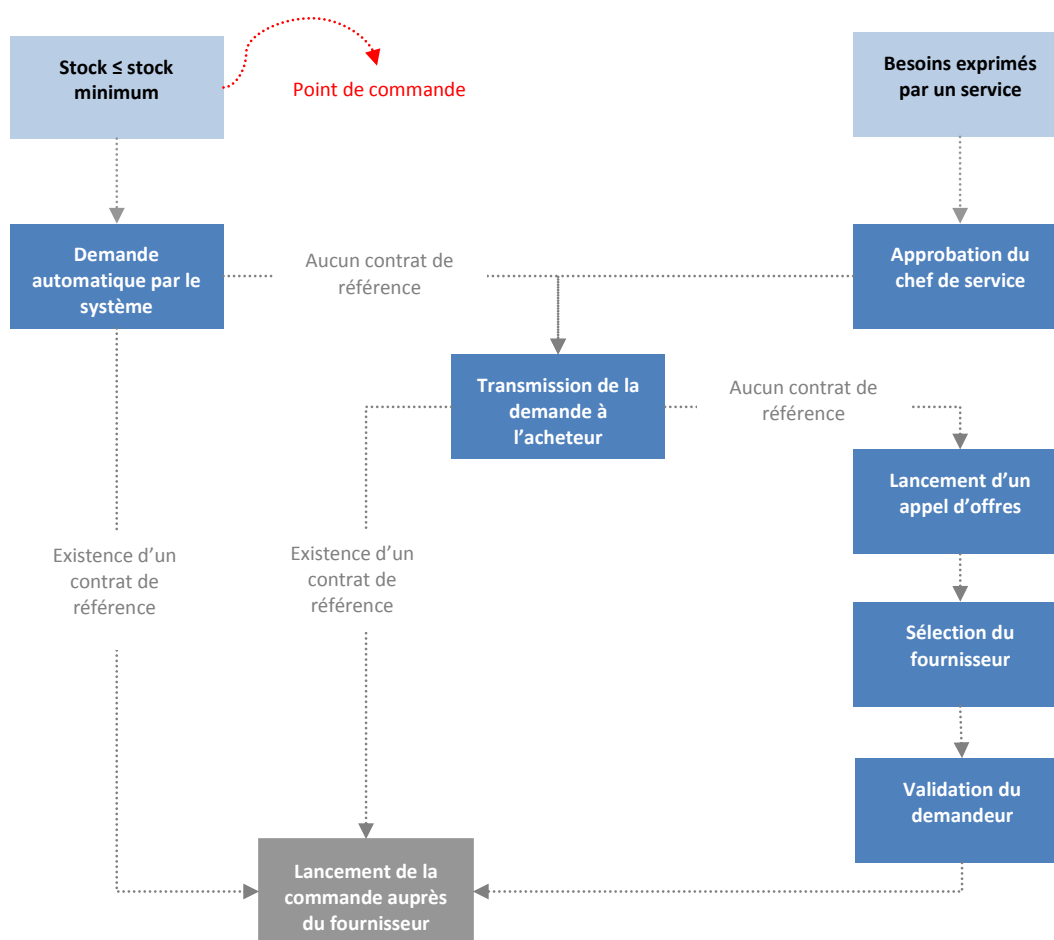 Stock ≤ stock
minimum
Point de commande
Besoins exprimés
par un service
Demande
automatique par le
système
Aucun contrat de
référence
Approbation du
chef de service
Transmission de la
demande à
l’acheteur
Aucun contrat de
référence
Lancement d’un
appel d’offres
Existence d’un
contrat de
référence
Existence d’un
contrat de
référence
Sélection du
fournisseur
Validation du
demandeur
Lancement de la
commande auprès
du fournisseur